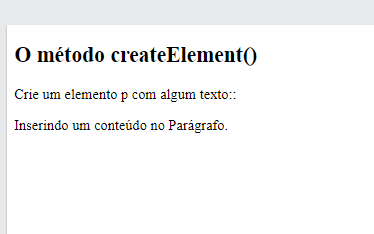 O método createElement()
Crie um elemento p com algum texto::
Inserindo um conteúdo no Parágrafo.